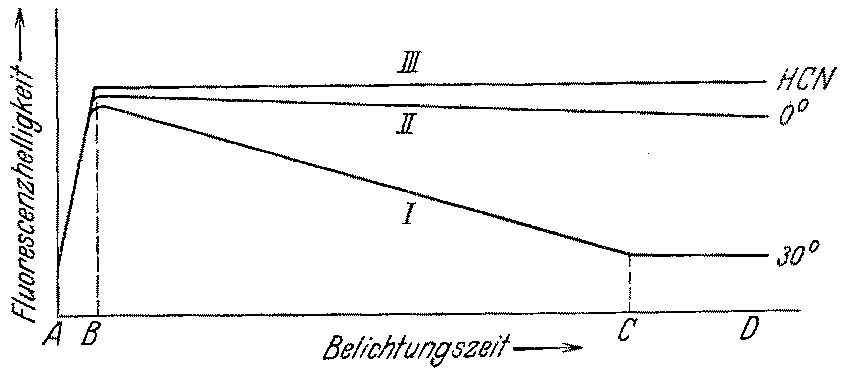 Fluorescenzhelligkeit
III
HCN
II
0°
I
30°
A B C D
Belichtungszeit